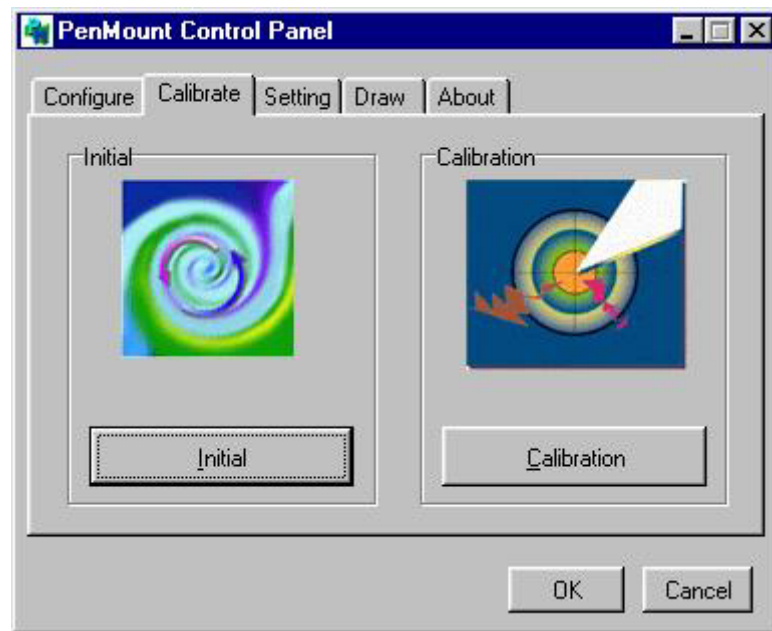 PenMount Control Panel
Configure Calibrate Setting Draw About
Initial Calibration
Initial Calibration
OK Cancel